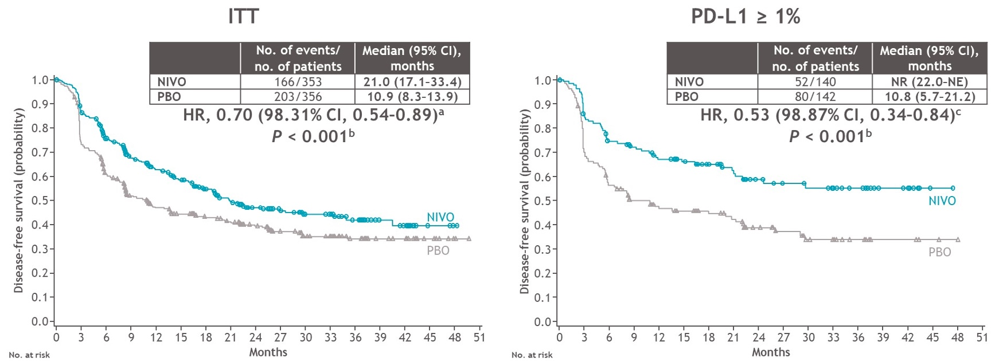 ITT
No. of events/ no. of patients
Median (95% CI), months
NIVO 166/353 21.0 (17.1-33.4)
PBO 203/356 10.9 (8.3-13.9)
HR, 0.70 (98.31% CI, 0.54-0.89)a
P < 0.001b
Disease-free survival (probability)
1.0
0.9
0.8
0.7
0.6
0.5
0.4
0.3
0.2
0.1
0.0
NIVO
PBO
0 3 6 9 12 15 18 21 24 27 30 33 36 39 42 45 48 51
Months
No. at risk
PD-L1 ≥ 1%
No. of events/ no. of patients
Median (95% CI), months
NIVO 52/140 NR (22.0-NE)
PBO 80/142 10.8 (5.7-21.2)
HR, 0.53 (98.87% CI, 0.34-0.84)c
P < 0.001b
Disease-free survival (probability)
1.0
0.9
0.8
0.7
0.6
0.5
0.4
0.3
0.2
0.1
0.0
NIVO
PBO
0 3 6 9 12 15 18 21 24 27 30 33 36 39 42 45 48 51
Months
No. at risk